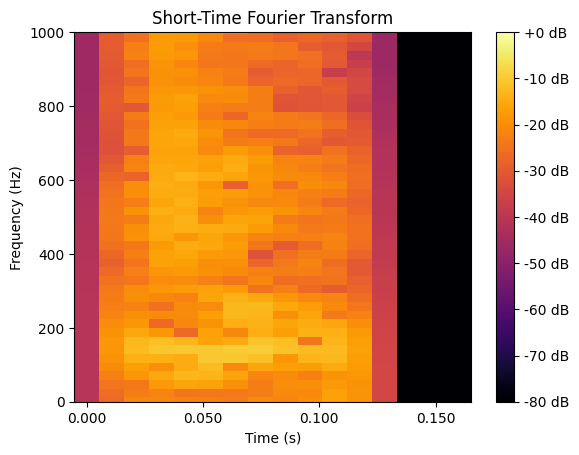 Short-Time Fourier Transform
1000
800
600
400
200
0
Frequency (Hz)
0.000
0.050
0.100
0.150
Time (s)
+0 dB
-10 dB
-20 dB
-30 dB
-40 dB
-50 dB
-60 dB
-70 dB
-80 dB